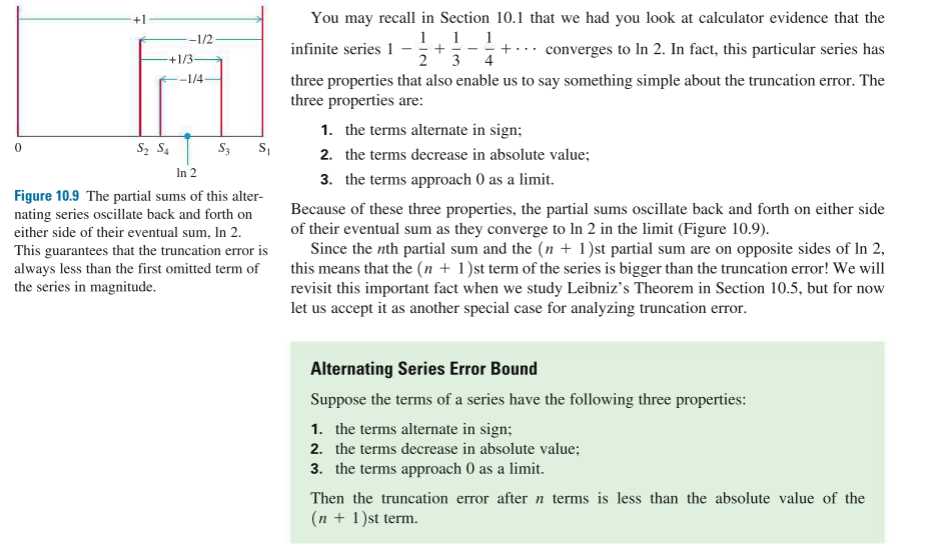 +1
-1/2
+1/3
-1/4
0
S2 S4
S3
S1
ln 2
Figure 10.9 The partial sums of this alter-
nating series oscillate back and forth on
either side of their eventual sum, ln 2.
This guarantees that the truncation error is
always less than the first omitted term of
the series in magnitude.
You may recall in Section 10.1 that we had you look at calculator evidence that the
infinite series 1 − 1/2 + 1/3 − 1/4 + ··· converges to ln 2. In fact, this particular series has
three properties that also enable us to say something simple about the truncation error. The
three properties are:
1. the terms alternate in sign;
2. the terms decrease in absolute value;
3. the terms approach 0 as a limit.
Because of these three properties, the partial sums oscillate back and forth on either side
of their eventual sum as they converge to ln 2 in the limit (Figure 10.9).
Since the nth partial sum and the (n + 1)st partial sum are on opposite sides of ln 2,
this means that the (n + 1)st term of the series is bigger than the truncation error! We will
revisit this important fact when we study Leibniz's Theorem in Section 10.5, but for now
let us accept it as another special case for analyzing truncation error.
Alternating Series Error Bound
Suppose the terms of a series have the following three properties:
1. the terms alternate in sign;
2. the terms decrease in absolute value;
3. the terms approach 0 as a limit.
Then the truncation error after n terms is less than the absolute value of the
(n + 1)st term.